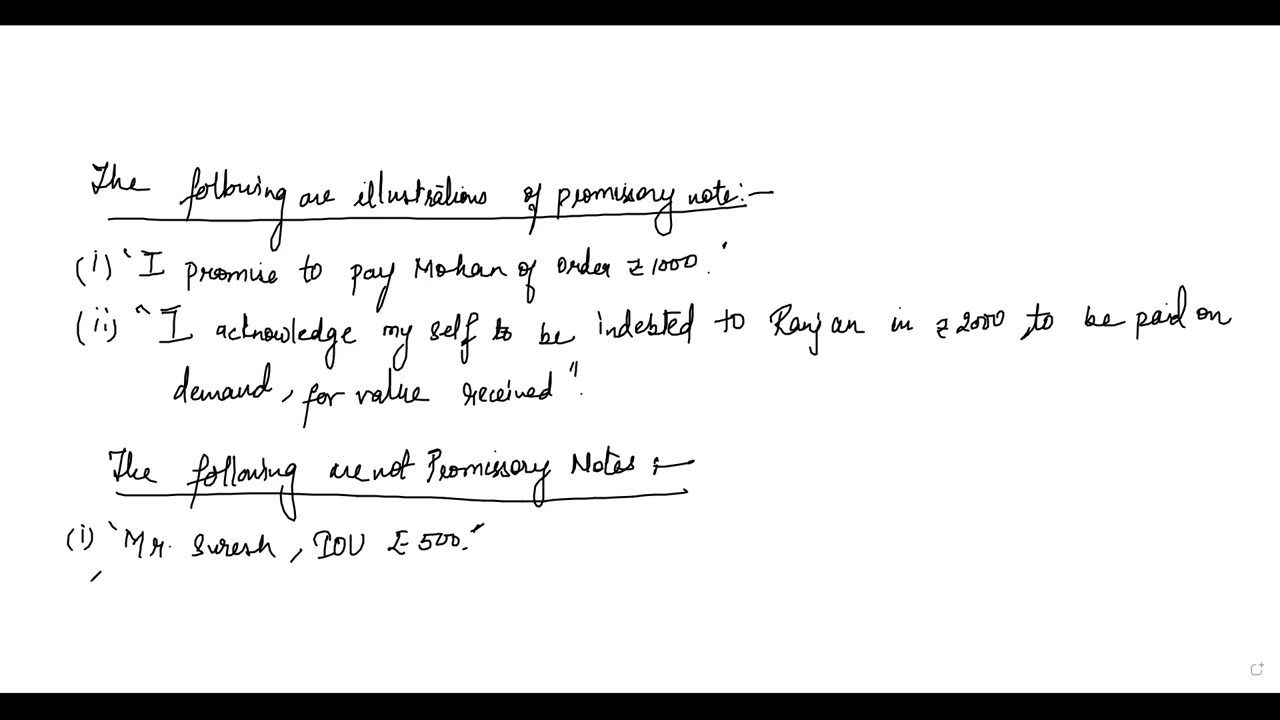 The following are illustrations of promissory note:—
(i) "I promise to pay Mohan of order ₹1000."
(ii) "I acknowledge my self to be indebted to Ranjan in ₹2000, to be paid on
demand, for value received".
The following are not Promissory Notes :—
(i) "Mr. Suresh, IOU ₹500."